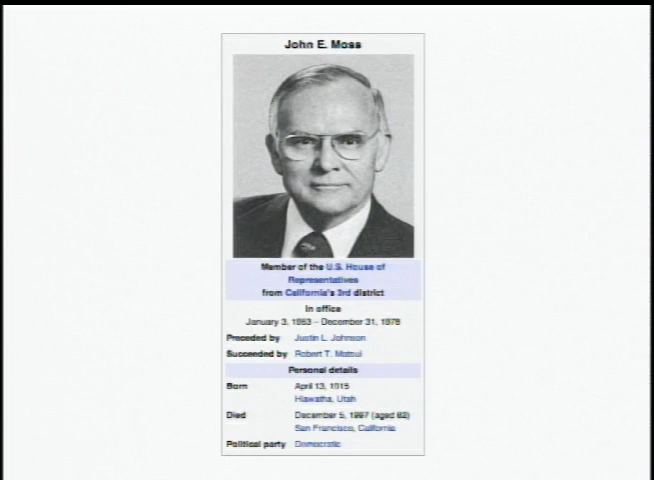 John E. Moss
Member of the U.S. House of
Representatives
from California's 3rd district
In office
January 3, 1953 – December 31, 1978
Preceded by Justin L. Johnson
Succeeded by Robert T. Matsui
Personal details
Born April 13, 1915
Hiawatha, Utah
Died December 5, 1997 (aged 82)
San Francisco, California
Political party Democratic